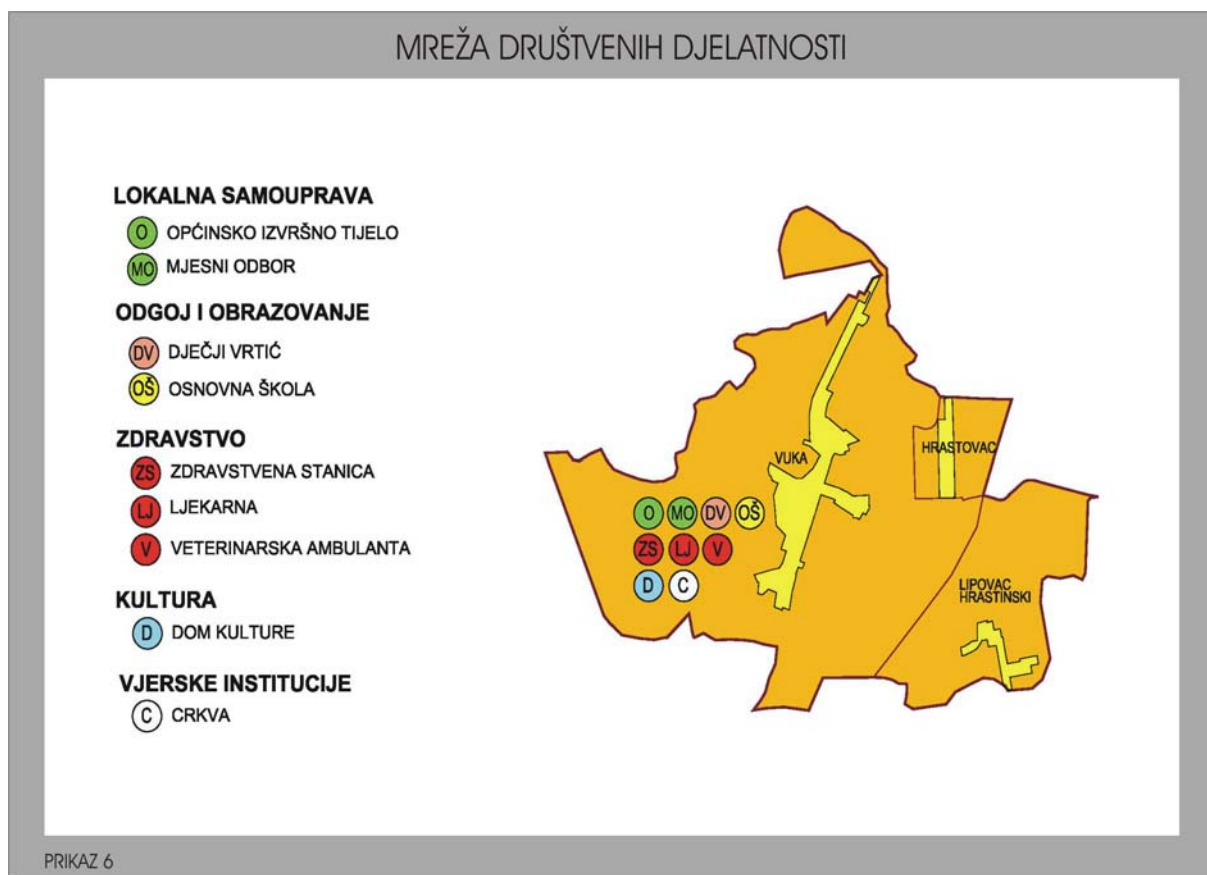 MREŽA DRUŠTVENIH DJELATNOSTI
LOKALNA SAMOUPRAVA
O OPĆINSKO IZVRŠNO TIJELO
MO MJESNI ODBOR
ODGOJ I OBRAZOVANJE
DV DJEČJI VRTIĆ
OŠ OSNOVNA ŠKOLA
ZDRAVSTVO
ZS ZDRAVSTVENA STANICA
LJ LJEKARNA
V VETERINARSKA AMBULANTA
KULTURA
D DOM KULTURE
VJERSKE INSTITUCIJE
C CRKVA
HRASTOVAC
VUKA
O MO DV OŠ
ZS LJ V
D C
LIPOVAC
HRASTINSKI
PRIKAZ 6